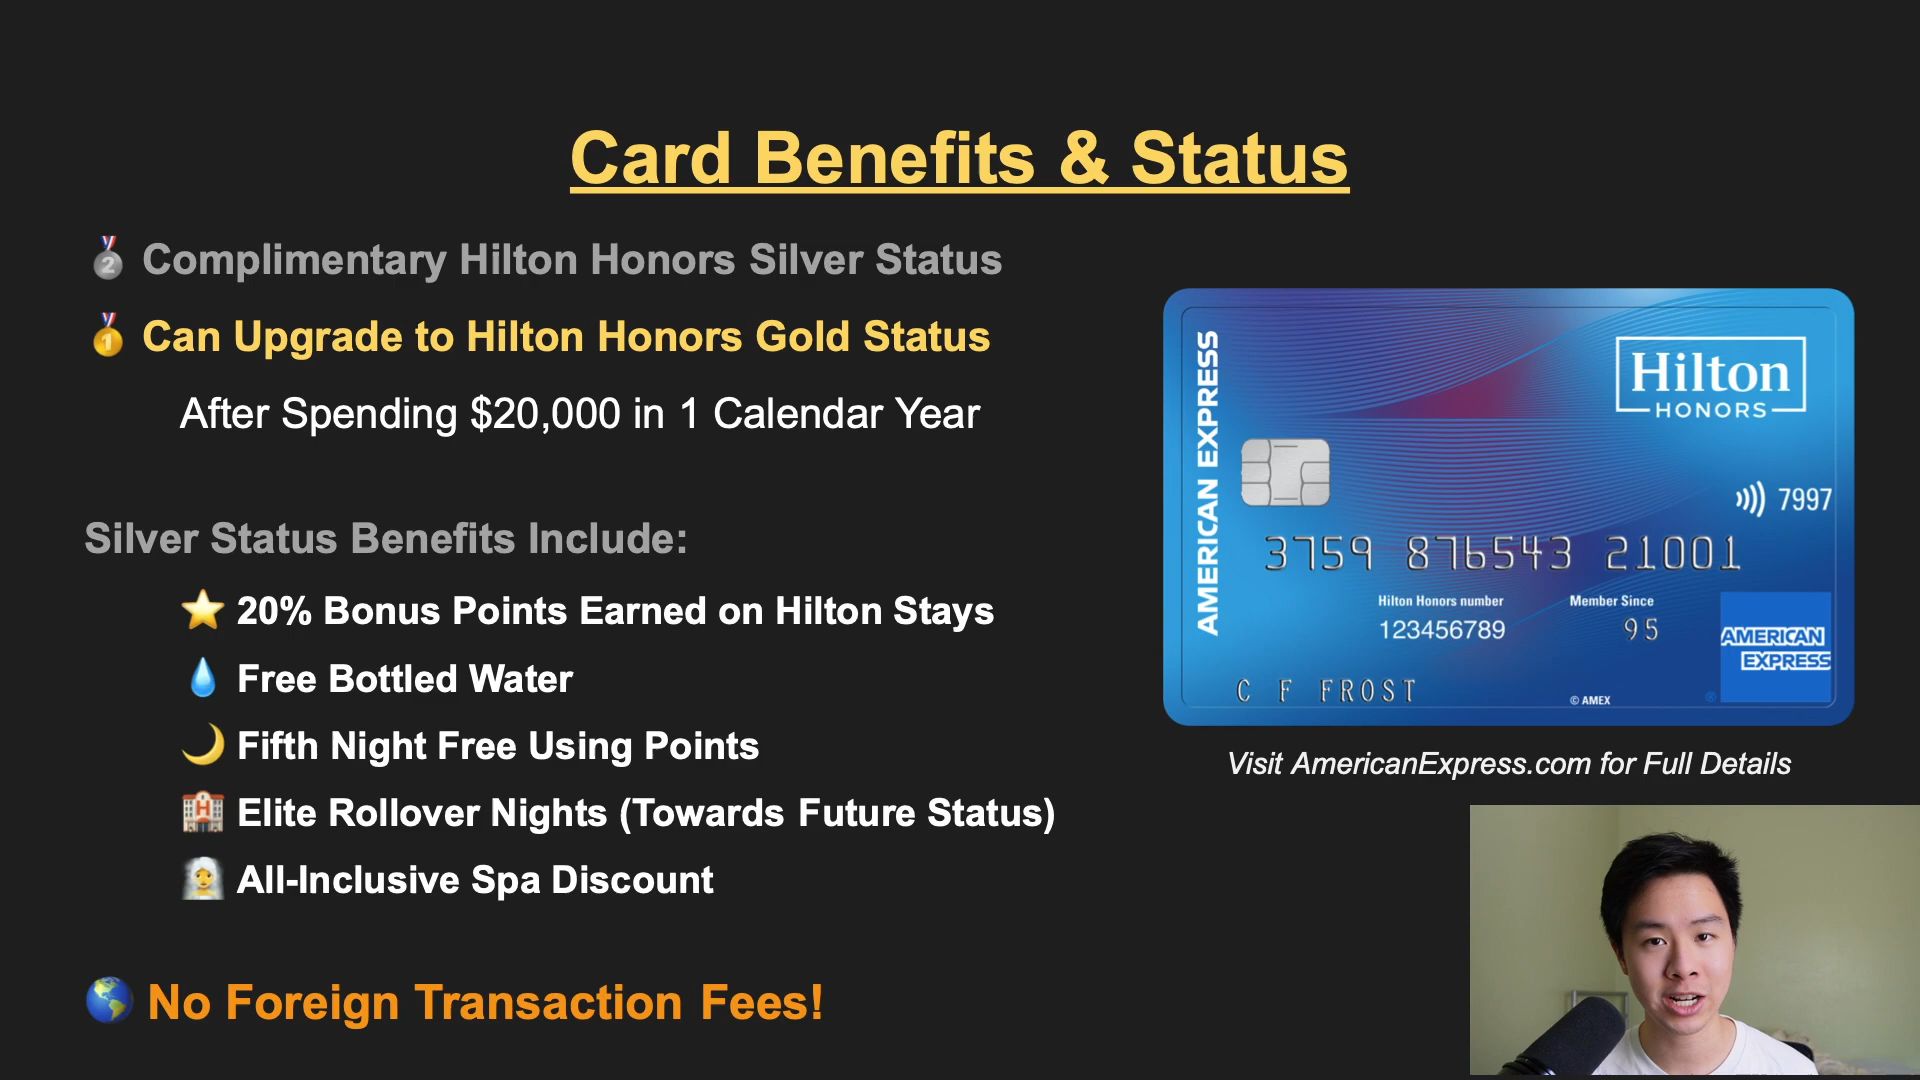 Card Benefits & Status
Complimentary Hilton Honors Silver Status
Can Upgrade to Hilton Honors Gold Status
After Spending $20,000 in 1 Calendar Year
Silver Status Benefits Include:
20% Bonus Points Earned on Hilton Stays
Free Bottled Water
Fifth Night Free Using Points
Elite Rollover Nights (Towards Future Status)
All-Inclusive Spa Discount
No Foreign Transaction Fees!
AMERICAN EXPRESS
Hilton
HONORS
7997
3759 876543 21001
Hilton Honors number
Member Since
123456789
95
AMERICAN
EXPRESS
C F FROST
© AMEX
®
Visit AmericanExpress.com for Full Details